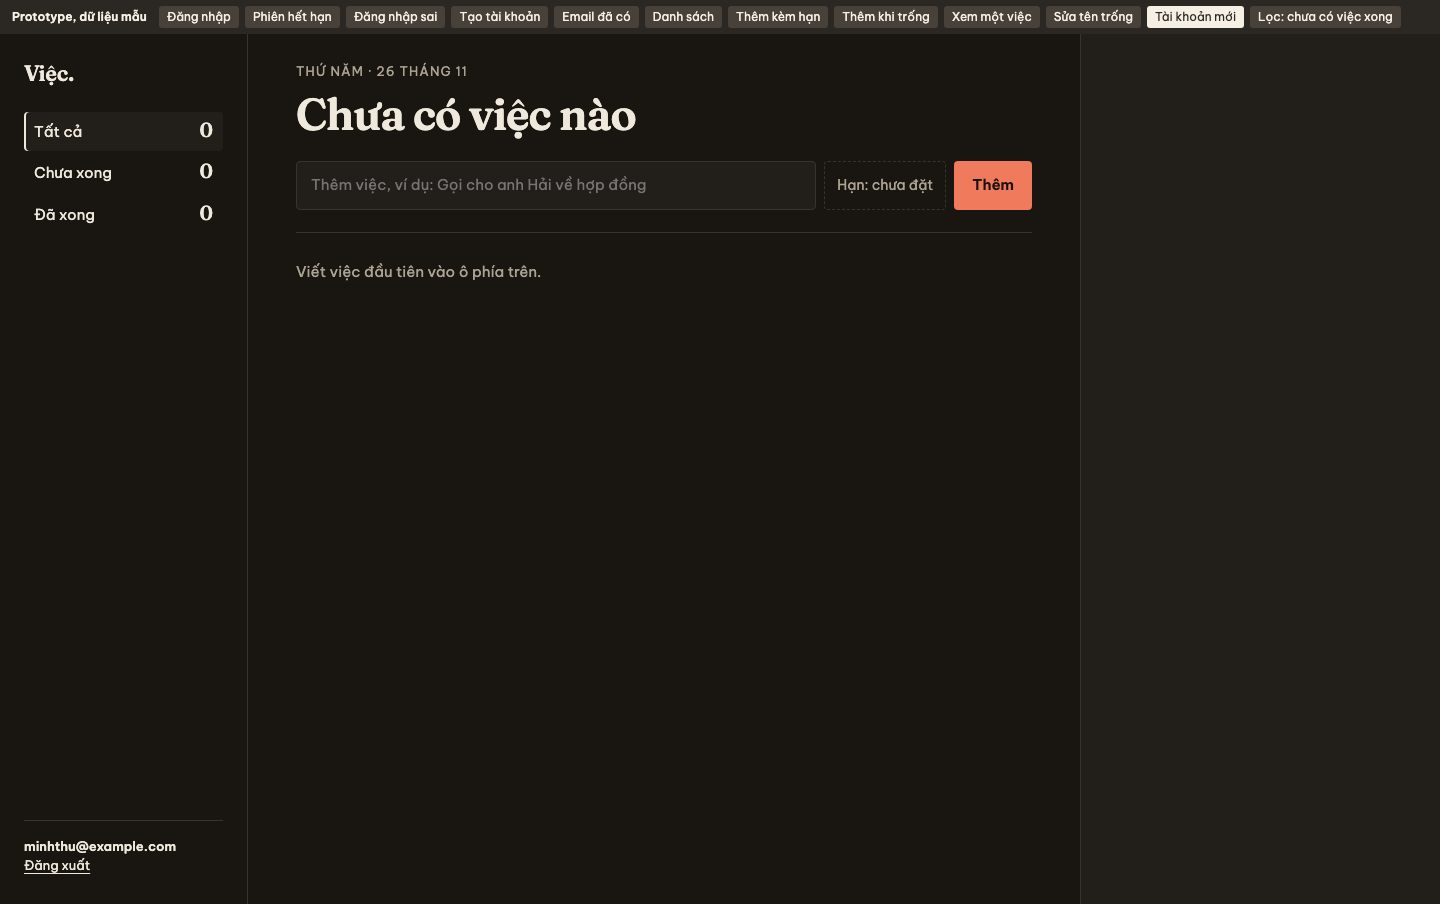 Prototype, dữ liệu mẫu Đăng nhập Phiên hết hạn Đăng nhập sai Tạo tài khoản Email đã có Danh sách Thêm kèm hạn Thêm khi trống Xem một việc Sửa tên trống Tài khoản mới Lọc: chưa có việc xong
Việc.
Tất cả 0
Chưa xong 0
Đã xong 0
minhthu@example.com
Đăng xuất
THỨ NĂM · 26 THÁNG 11
Chưa có việc nào
Thêm việc, ví dụ: Gọi cho anh Hải về hợp đồng Hạn: chưa đặt Thêm
Viết việc đầu tiên vào ô phía trên.